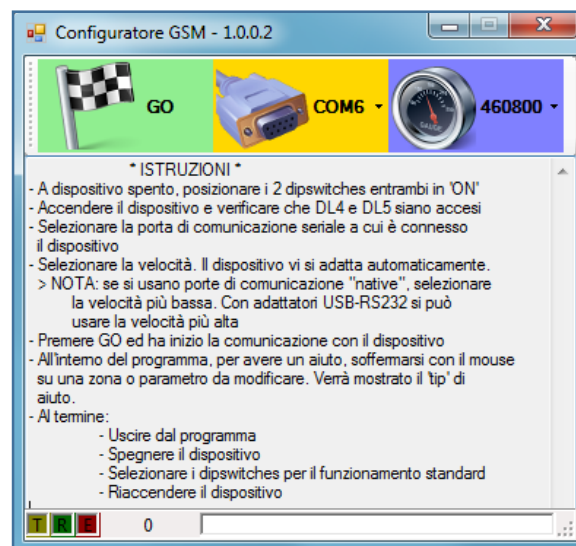 Configuratore GSM - 1.0.0.2
GO
COM6
460800
* ISTRUZIONI *
- A dispositivo spento, posizionare i 2 dipswitches entrambi in 'ON'
- Accendere il dispositivo e verificare che DL4 e DL5 siano accesi
- Selezionare la porta di comunicazione seriale a cui è connesso
il dispositivo
- Selezionare la velocità. Il dispositivo vi si adatta automaticamente.
> NOTA: se si usano porte di comunicazione "native", selezionare
la velocità più bassa. Con adattatori USB-RS232 si può
usare la velocità più alta
- Premere GO ed ha inizio la comunicazione con il dispositivo
- All'interno del programma, per avere un aiuto, soffermarsi con il mouse
su una zona o parametro da modificare. Verrà mostrato il 'tip' di
aiuto.
- Al termine:
- Uscire dal programma
- Spegnere il dispositivo
- Selezionare i dipswitches per il funzionamento standard
- Riaccendere il dispositivo
T R E 0